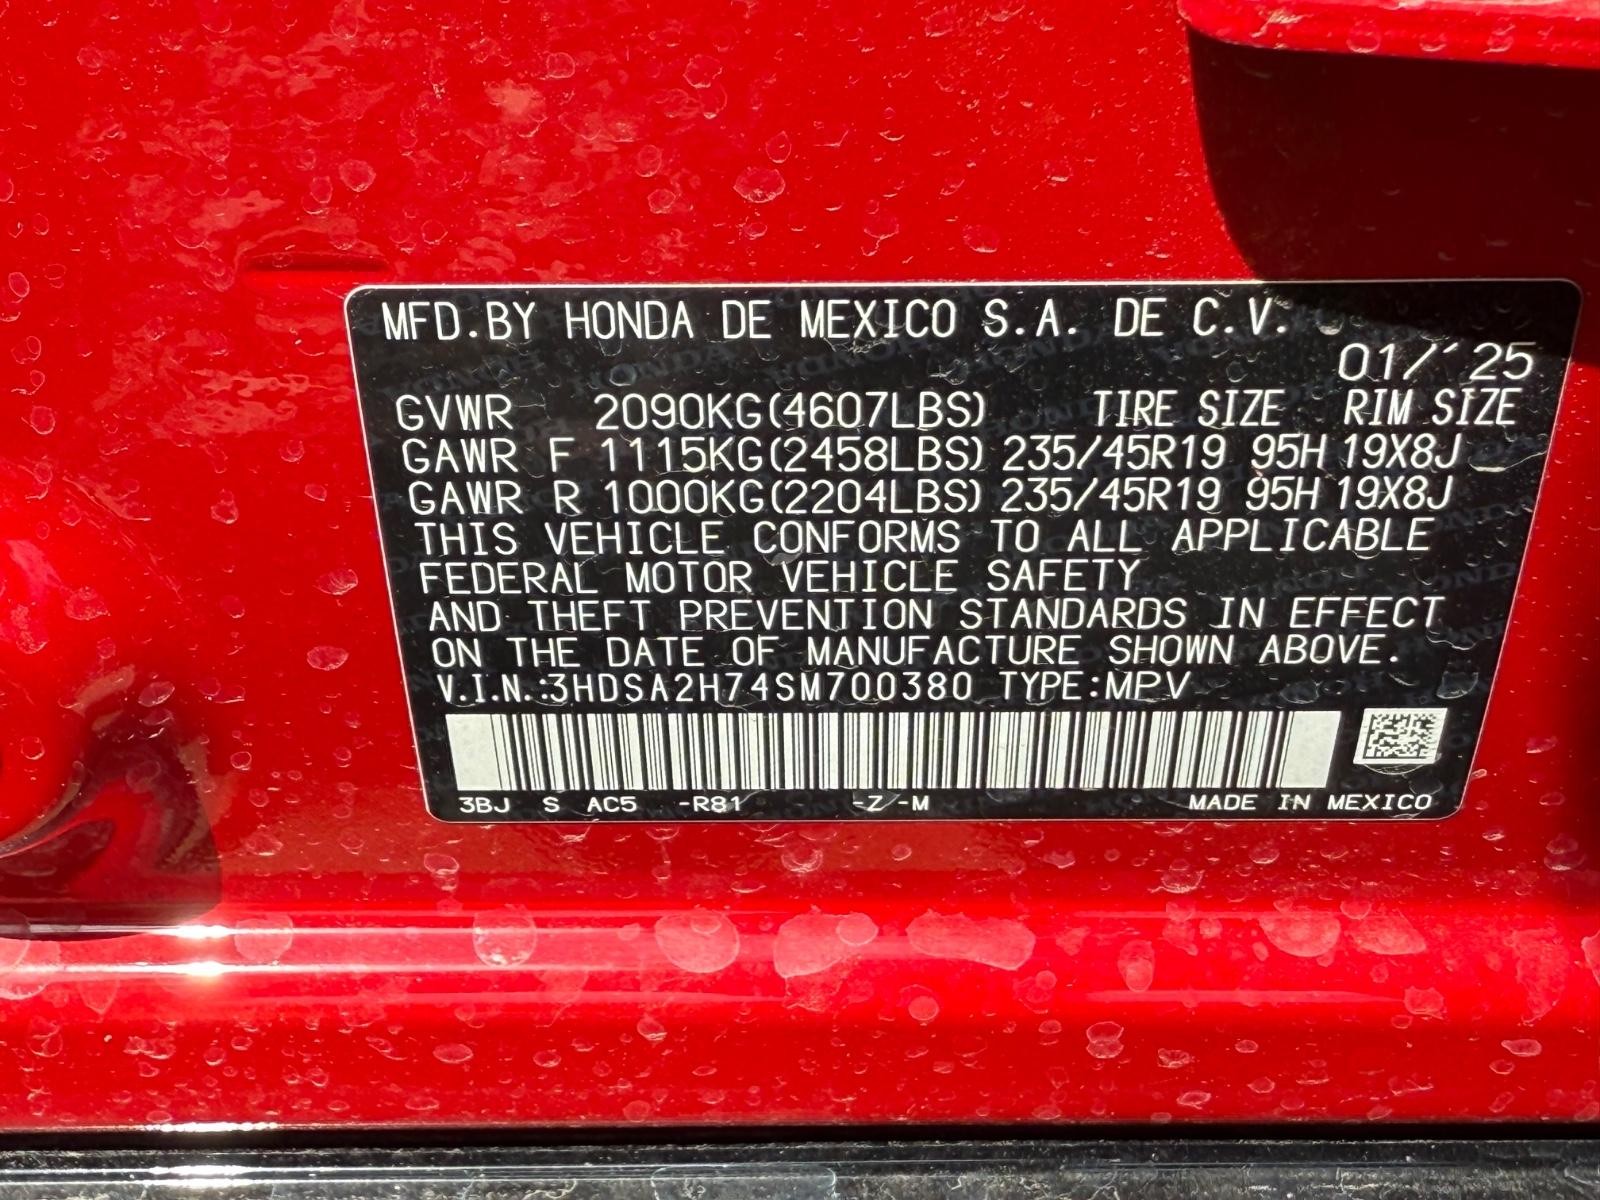 MFD.BY HONDA DE MEXICO S.A. DE C.V.
01/'25
GVWR 2090KG(4607LBS) TIRE SIZE RIM SIZE
GAWR F 1115KG(2458LBS) 235/45R19 95H 19X8J
GAWR R 1000KG(2204LBS) 235/45R19 95H 19X8J
THIS VEHICLE CONFORMS TO ALL APPLICABLE
FEDERAL MOTOR VEHICLE SAFETY
AND THEFT PREVENTION STANDARDS IN EFFECT
ON THE DATE OF MANUFACTURE SHOWN ABOVE.
V.I.N.:3HDSA2H74SM700380 TYPE:MPV
3BJ S AC5 -R81 -Z -M MADE IN MEXICO